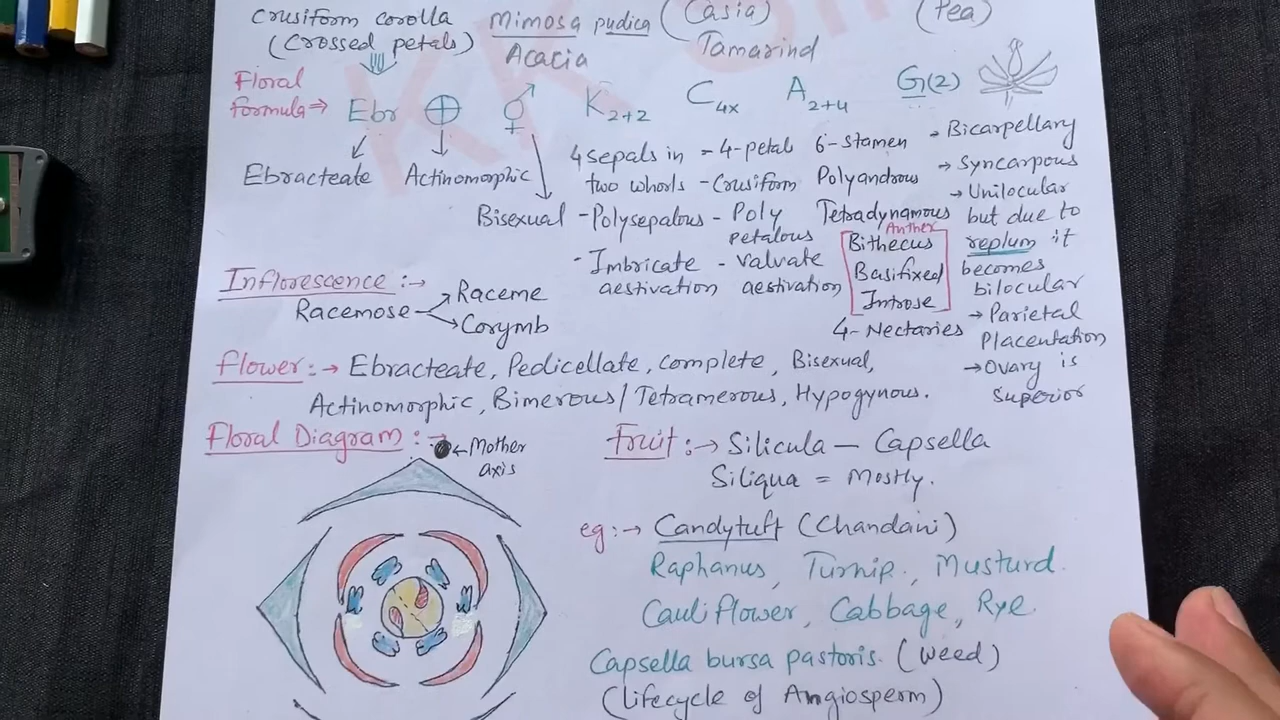 Crusiform corolla
(Crossed petals)
Mimosa pudica
Acacia
(Casia)
Tamarind
(Pea)
Floral
formula ⇒ Ebr ⊕ ⚥ K2+2 C4x A2+4 G(2)
Ebracteate
Actinomorphic
Bisexual
4 sepals in
two whorls
- Polysepalous
- Imbricate
aestivation
= 4-petal
- Crusiform
- Poly
petalous
- Valvate
aestivation
6-stamen
Polyandrous
Tetradynamous
Anther
Bithecus
Basifixed
Introse
4-Nectaries
→ Bicarpellary
→ Syncarpous
→ Unilocular
but due to
replum it
becomes
bilocular
→ Parietal
Placentation
→ Ovary is
Superior
Inflorescence :→
Racemose
Raceme
Corymb
Flower :→ Ebracteate, Pedicellate, Complete, Bisexual,
Actinomorphic, Bimerous/Tetramerous, Hypogynous.
Floral Diagram :→
←Mother
axis
Fruit :→ Silicula — Capsella
Siliqua = Mostly.
eg :→ Candytuft (Chandani)
Raphanus, Turnip., Musturd.
Cauliflower, Cabbage, Rye.
Capsella bursa pastoris. (weed)
(Lifecycle of Angiosperm)